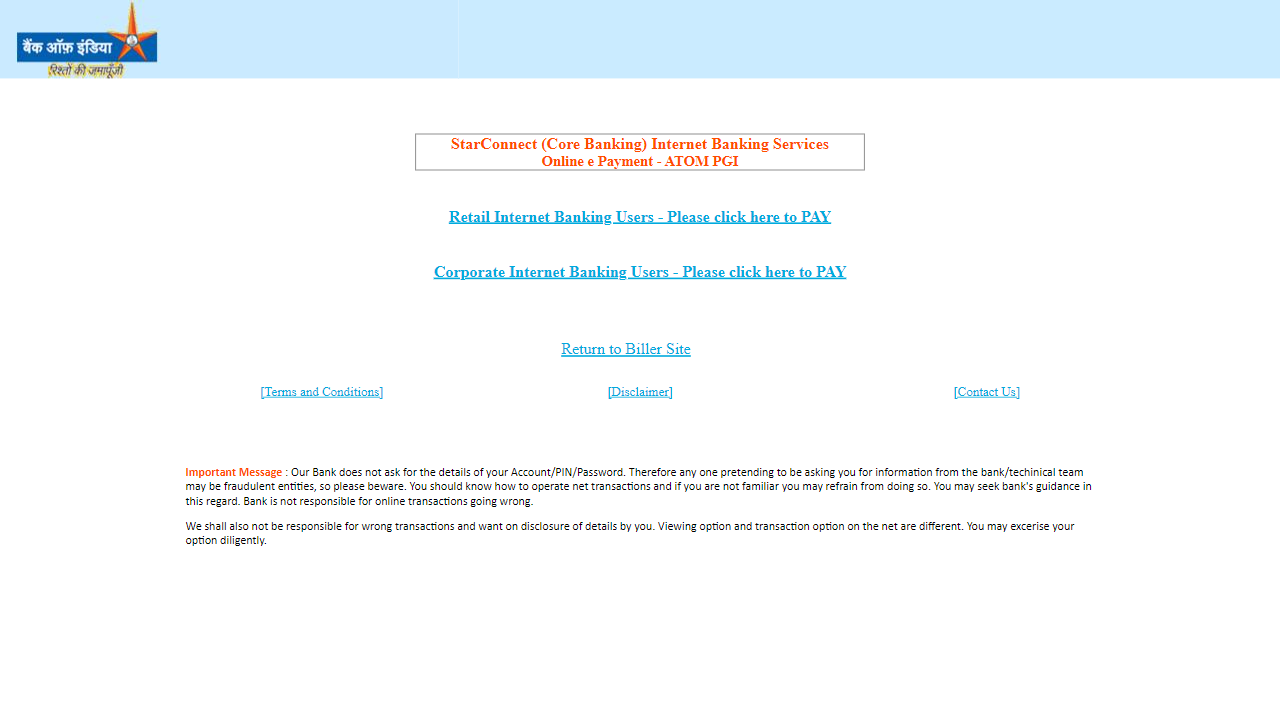 बैंक ऑफ़ इंडिया
रिश्तों की जमापूँजी
StarConnect (Core Banking) Internet Banking Services
Online e Payment - ATOM PGI
Retail Internet Banking Users - Please click here to PAY
Corporate Internet Banking Users - Please click here to PAY
Return to Biller Site
[Terms and Conditions] [Disclaimer] [Contact Us]
Important Message : Our Bank does not ask for the details of your Account/PIN/Password. Therefore any one pretending to be asking you for information from the bank/techinical team
may be fraudulent entities, so please beware. You should know how to operate net transactions and if you are not familiar you may refrain from doing so. You may seek bank's guidance in
this regard. Bank is not responsible for online transactions going wrong.
We shall also not be responsible for wrong transactions and want on disclosure of details by you. Viewing option and transaction option on the net are different. You may excerise your
option diligently.